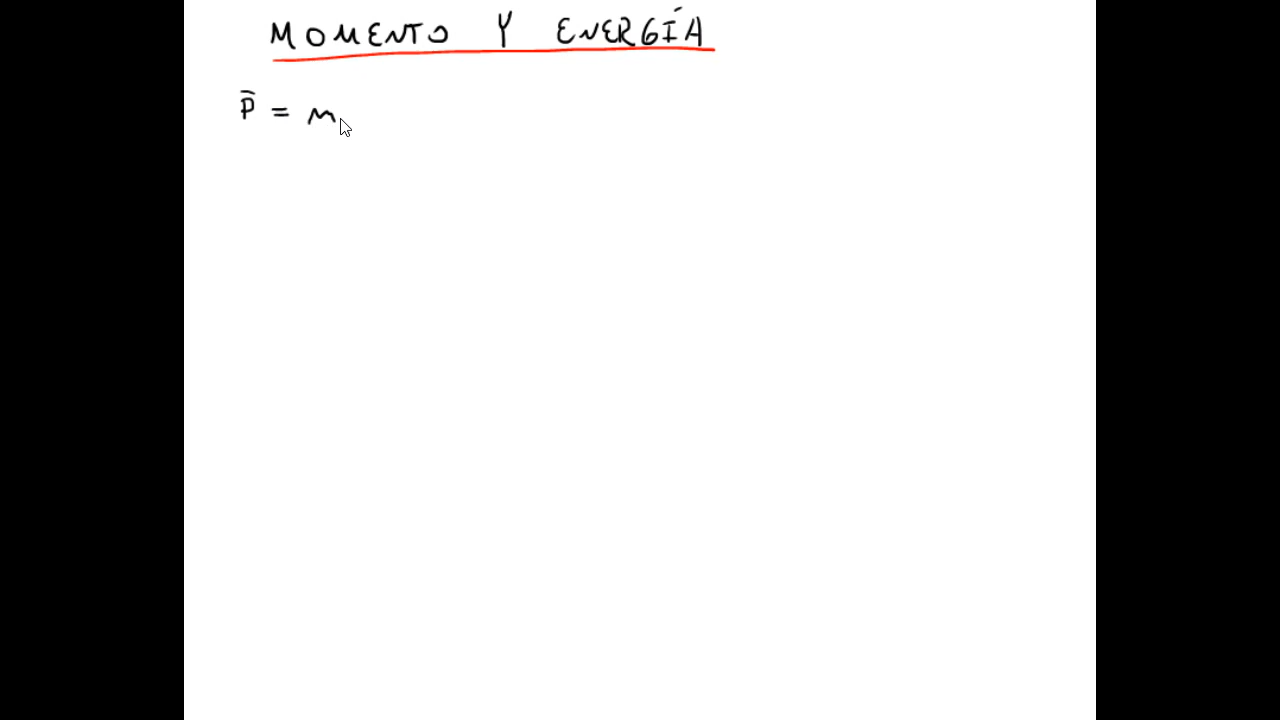 MOMENTO Y ENERGÍA
p̄ = m